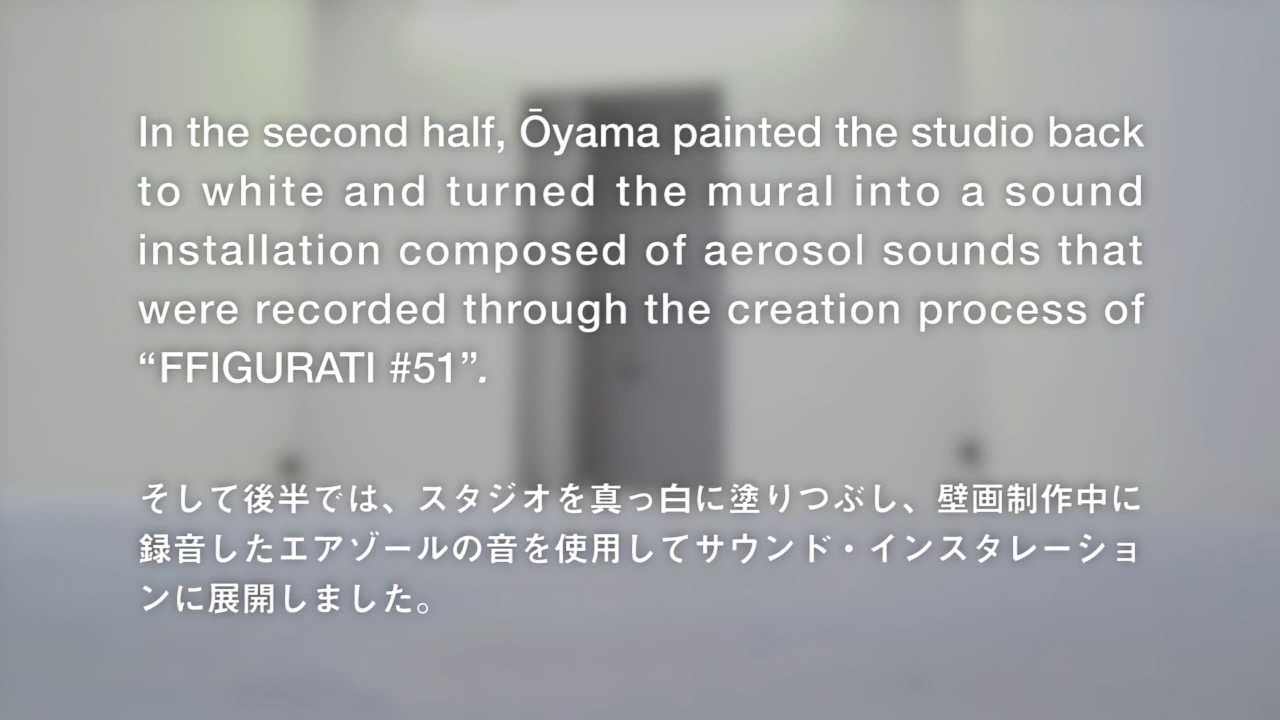 In the second half, Ōyama painted the studio back
to white and turned the mural into a sound
installation composed of aerosol sounds that
were recorded through the creation process of
“FFIGURATI #51”.
そして後半では、スタジオを真っ白に塗りつぶし、壁画制作中に
録音したエアゾールの音を使用してサウンド・インスタレーショ
ンに展開しました。